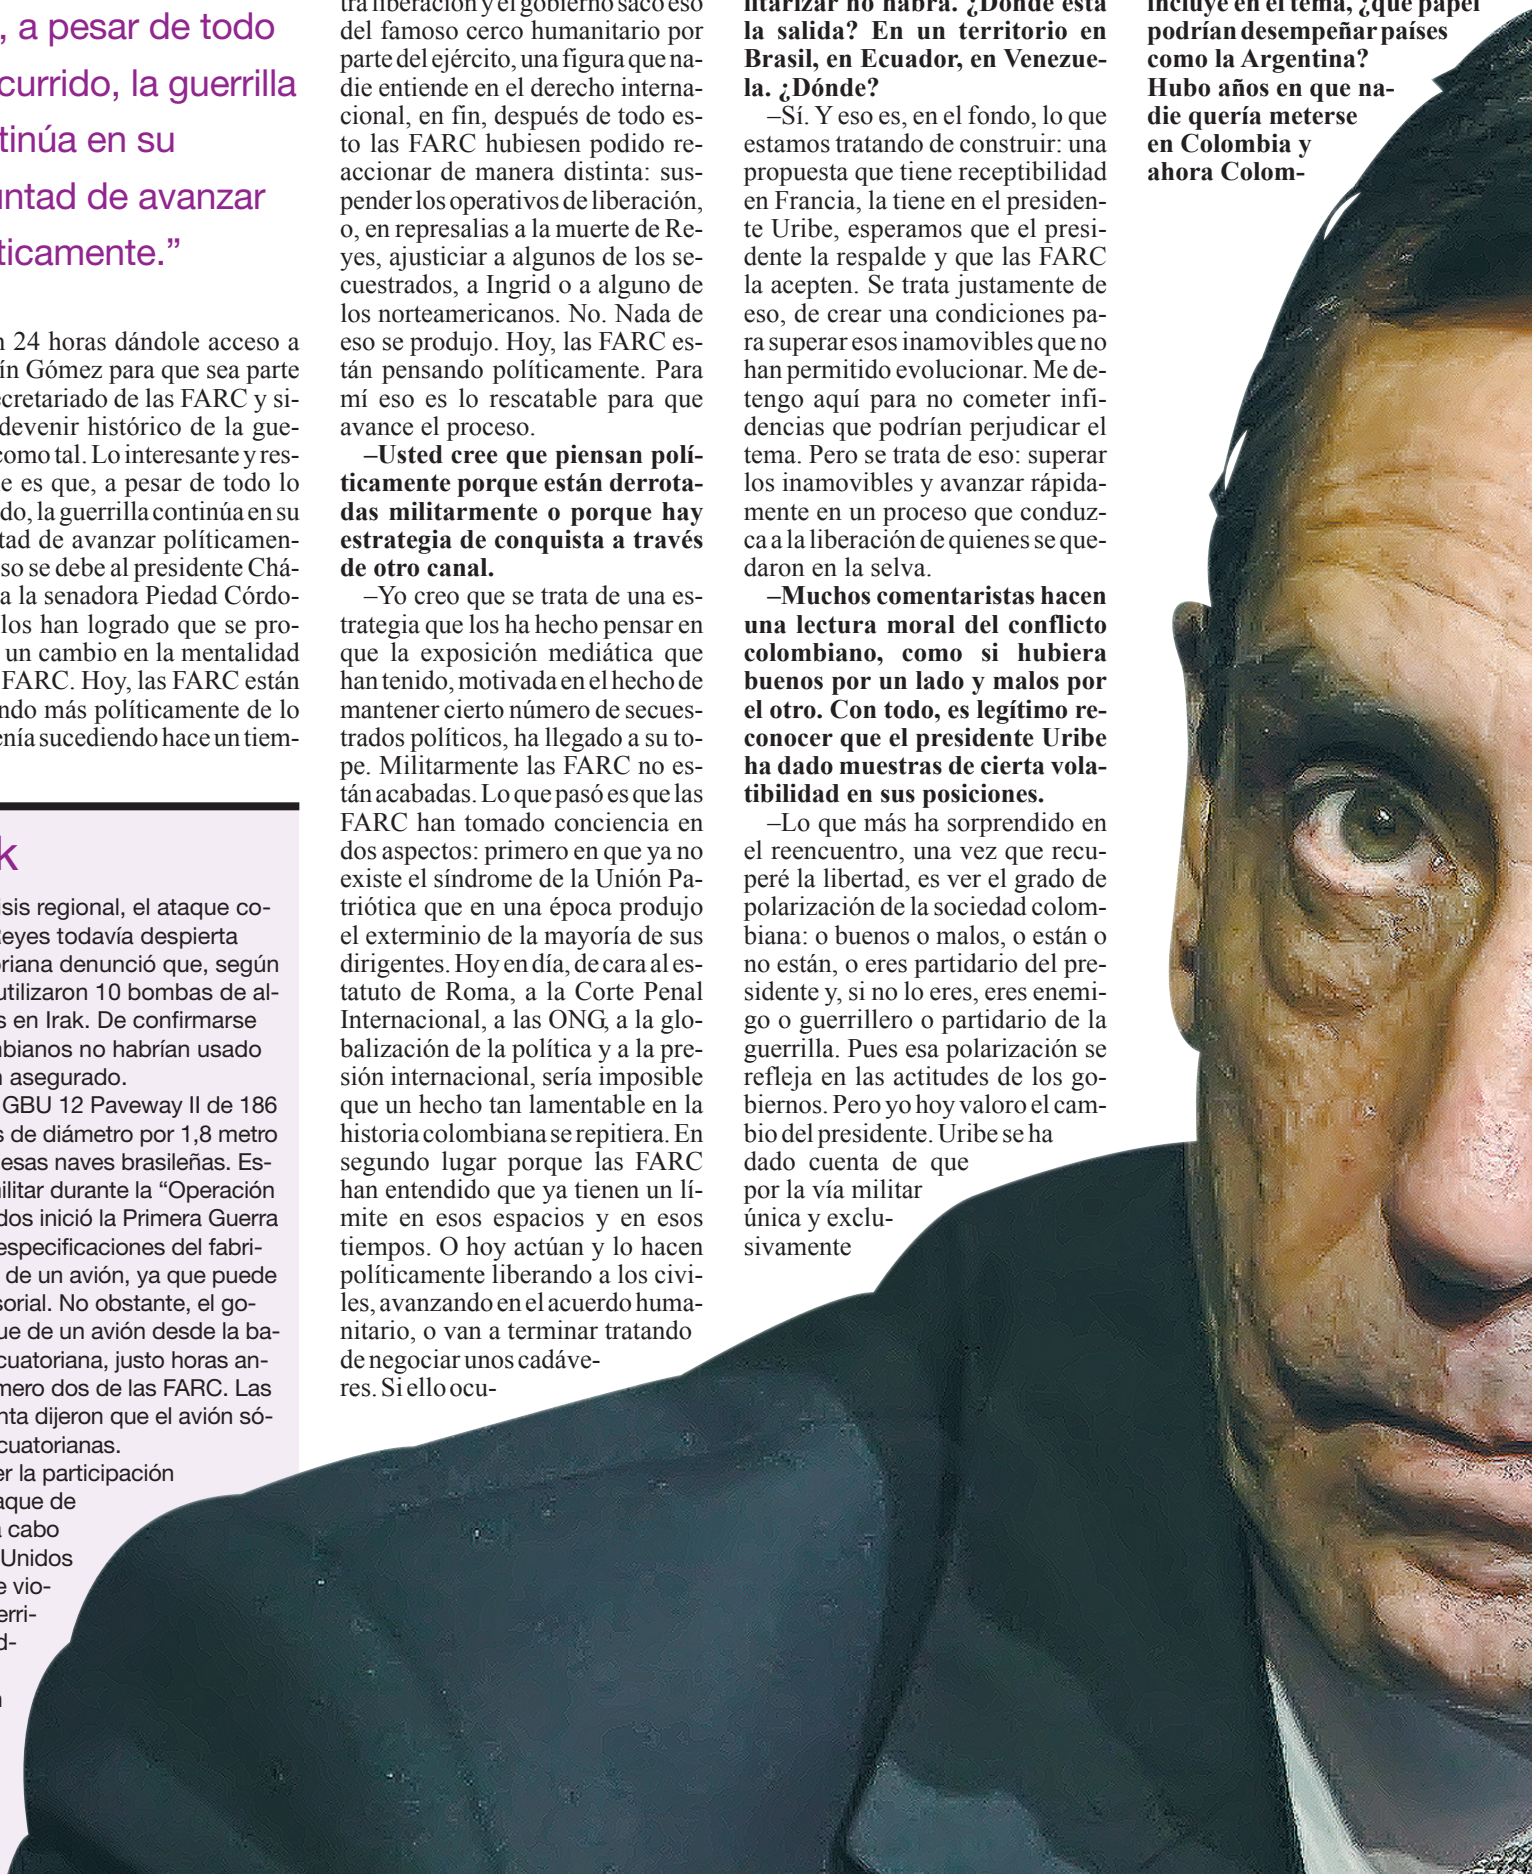 , a pesar de todo
currido, la guerrilla
tinúa en su
untad de avanzar
ticamente.”
n 24 horas dándole acceso a
ín Gómez para que sea parte
ecretariado de las FARC y si-
devenir histórico de la gue-
como tal. Lo interesante y res-
e es que, a pesar de todo lo
do, la guerrilla continúa en su
tad de avanzar políticamen-
so se debe al presidente Chá-
a la senadora Piedad Córdo-
los han logrado que se pro-
un cambio en la mentalidad
FARC. Hoy, las FARC están
ndo más políticamente de lo
enía sucediendo hace un tiem-
k
isis regional, el ataque co-
Reyes todavía despierta
oriana denunció que, según
utilizaron 10 bombas de al-
s en Irak. De confirmarse
mbianos no habrían usado
n asegurado.
GBU 12 Paveway II de 186
s de diámetro por 1,8 metro
esas naves brasileñas. Es-
ilitar durante la “Operación
dos inició la Primera Guerra
especificaciones del fabri-
de un avión, ya que puede
sorial. No obstante, el go-
ue de un avión desde la ba-
cuatoriana, justo horas an-
mero dos de las FARC. Las
nta dijeron que el avión só-
cuatorianas.
er la participación
aque de
a cabo
Unidos
e vio-
erri-
d-
n
tra liberación y el gobierno sacó eso
del famoso cerco humanitario por
parte del ejército, una figura que na-
die entiende en el derecho interna-
cional, en fin, después de todo es-
to las FARC hubiesen podido re-
accionar de manera distinta: sus-
pender los operativos de liberación,
o, en represalias a la muerte de Re-
yes, ajusticiar a algunos de los se-
cuestrados, a Ingrid o a alguno de
los norteamericanos. No. Nada de
eso se produjo. Hoy, las FARC es-
tán pensando políticamente. Para
mí eso es lo rescatable para que
avance el proceso.
–Usted cree que piensan polí-
ticamente porque están derrota-
das militarmente o porque hay
estrategia de conquista a través
de otro canal.
–Yo creo que se trata de una es-
trategia que los ha hecho pensar en
que la exposición mediática que
han tenido, motivada en el hecho de
mantener cierto número de secues-
trados políticos, ha llegado a su to-
pe. Militarmente las FARC no es-
tán acabadas. Lo que pasó es que las
FARC han tomado conciencia en
dos aspectos: primero en que ya no
existe el síndrome de la Unión Pa-
triótica que en una época produjo
el exterminio de la mayoría de sus
dirigentes. Hoy en día, de cara al es-
tatuto de Roma, a la Corte Penal
Internacional, a las ONG, a la glo-
balización de la política y a la pre-
sión internacional, sería imposible
que un hecho tan lamentable en la
historia colombiana se repitiera. En
segundo lugar porque las FARC
han entendido que ya tienen un lí-
mite en esos espacios y en esos
tiempos. O hoy actúan y lo hacen
políticamente liberando a los civi-
les, avanzando en el acuerdo huma-
nitario, o van a terminar tratando
de negociar unos cadáve-
res. Si ello ocu-
litarizar no habrá. ¿Dónde está
la salida? En un territorio en
Brasil, en Ecuador, en Venezue-
la. ¿Dónde?
–Sí. Y eso es, en el fondo, lo que
estamos tratando de construir: una
propuesta que tiene receptibilidad
en Francia, la tiene en el presiden-
te Uribe, esperamos que el presi-
dente la respalde y que las FARC
la acepten. Se trata justamente de
eso, de crear una condiciones pa-
ra superar esos inamovibles que no
han permitido evolucionar. Me de-
tengo aquí para no cometer infi-
dencias que podrían perjudicar el
tema. Pero se trata de eso: superar
los inamovibles y avanzar rápida-
mente en un proceso que conduz-
ca a la liberación de quienes se que-
daron en la selva.
–Muchos comentaristas hacen
una lectura moral del conflicto
colombiano, como si hubiera
buenos por un lado y malos por
el otro. Con todo, es legítimo re-
conocer que el presidente Uribe
ha dado muestras de cierta vola-
tibilidad en sus posiciones.
–Lo que más ha sorprendido en
el reencuentro, una vez que recu-
peré la libertad, es ver el grado de
polarización de la sociedad colom-
biana: o buenos o malos, o están o
no están, o eres partidario del pre-
sidente y, si no lo eres, eres enemi-
go o guerrillero o partidario de la
guerrilla. Pues esa polarización se
refleja en las actitudes de los go-
biernos. Pero yo hoy valoro el cam-
bio del presidente. Uribe se ha
dado cuenta de que
por la vía militar
única y exclu-
sivamente
incluye en el tema, ¿qué papel
podrían desempeñar países
como la Argentina?
Hubo años en que na-
die quería meterse
en Colombia y
ahora Colom-